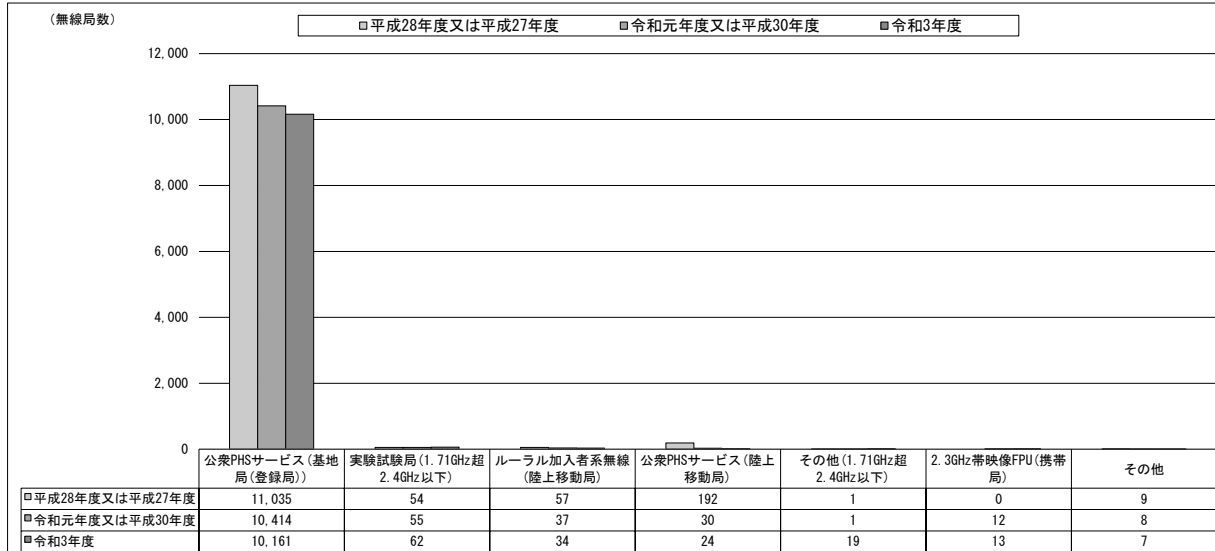 （無線局数）
平成28年度又は平成27年度 令和元年度又は平成30年度 令和3年度
12,000
10,000
8,000
6,000
4,000
2,000
0
公衆PHSサービス(基地局(登録局)) 実験試験局(1.71GHz超2.4GHz以下) ルーラル加入者系無線(陸上移動局) 公衆PHSサービス(陸上移動局) その他(1.71GHz超2.4GHz以下) 2.3GHz帯映像FPU(携帯局) その他
平成28年度又は平成27年度 11,035 54 57 192 1 0 9
令和元年度又は平成30年度 10,414 55 37 30 1 12 8
令和3年度 10,161 62 34 24 19 13 7